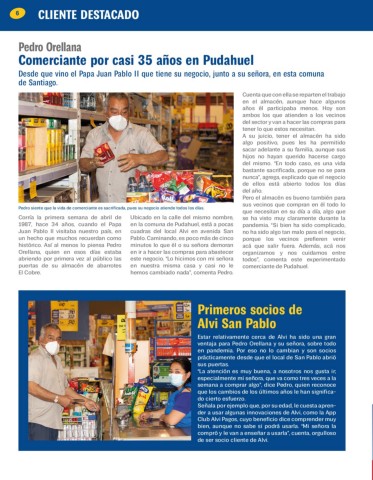 6
CLIENTE DESTACADO
Pedro Orellana
Comerciante por casi 35 años en Pudahuel
Desde que vino el Papa Juan Pablo II que tiene su negocio, junto a su señora, en esta comuna
de Santiago.
Pedro siente que la vida de comerciante es sacrificada, pues su negocio atiende todos los días.
Corría la primera semana de abril de
1987, hace 34 años, cuando el Papa
Juan Pablo II visitaba nuestro país, en
un hecho que muchos recuerdan como
histórico. Así al menos lo piensa Pedro
Orellana, quien en esos días estaba
abriendo por primera vez al público las
puertas de su almacén de abarrotes
El Cobre.
Ubicado en la calle del mismo nombre,
en la comuna de Pudahuel, está a pocas
cuadras del local Alvi en avenida San
Pablo. Caminando, es poco más de cinco
minutos lo que él o su señora demoran
en ir a hacer las compras para abastecer
este negocio. "Lo hicimos con mi señora
en nuestra misma casa y casi no le
hemos cambiado nada", comenta Pedro.
Cuenta que con ella se reparten el trabajo
en el almacén, aunque hace algunos
años él participaba menos. Hoy son
ambos los que atienden a los vecinos
del sector y van a hacer las compras para
tener lo que estos necesitan.
A su juicio, tener el almacén ha sido
algo positivo, pues les ha permitido
sacar adelante a su familia, aunque sus
hijos no hayan querido hacerse cargo
del mismo. "En todo caso, es una vida
bastante sacrificada, porque no se para
nunca", agrega, explicado que el negocio
de ellos está abierto todos los días
del año.
Pero el almacén es bueno también para
sus vecinos que compran en él todo lo
que necesitan en su día a día, algo que
se ha visto muy claramente durante la
pandemia. "Si bien ha sido complicado,
no ha sido algo tan malo para el negocio,
porque los vecinos prefieren venir
acá que salir fuera. Además, acá nos
organizamos y nos cuidamos entre
todos", comenta este experimentado
comerciante de Pudahuel.
Primeros socios de
Alvi San Pablo
Estar relativamente cerca de Alvi ha sido una gran
ventaja para Pedro Orellana y su señora, sobre todo
en pandemia. Por eso no lo cambian y son socios
prácticamente desde que el local de San Pablo abrió
sus puertas.
"La atención es muy buena, a nosotros nos gusta ir,
especialmente mi señora, que va como tres veces a la
semana a comprar algo", dice Pedro, quien reconoce
que los cambios de los últimos años le han significa-
do cierto esfuerzo.
Señala por ejemplo que, por su edad, le cuesta apren-
der a usar algunas innovaciones de Alvi, como la App
Club Alvi Pagos, cuyo beneficio dice comprender muy
bien, aunque no sabe si podrá usarla. "Mi señora la
compró y le van a enseñar a usarla", cuenta, orgulloso
de ser socio cliente de Alvi.